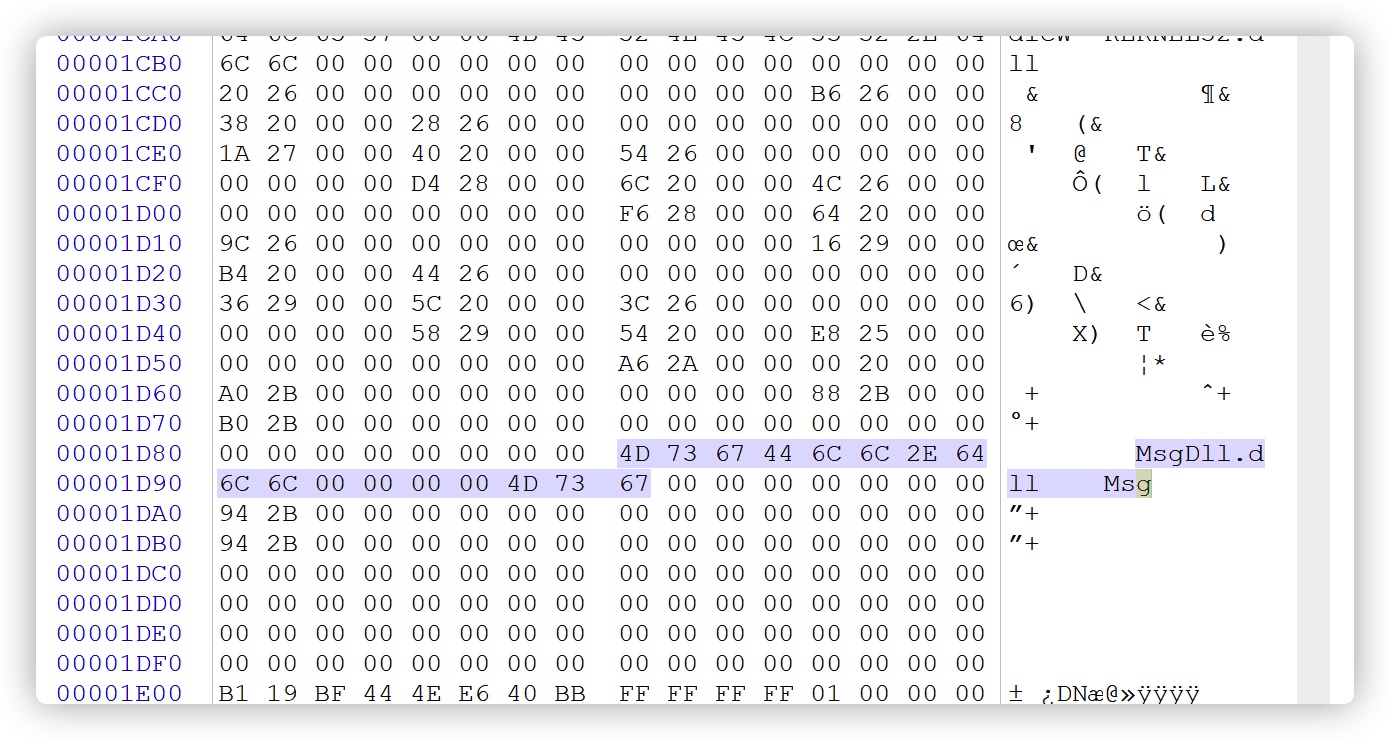 00001CB0 6C 6C 00 00 00 00 00 00 00 00 00 00 00 00 00 00 ll
00001CC0 20 26 00 00 00 00 00 00 00 00 00 00 B6 26 00 00 & ¶&
00001CD0 38 20 00 00 28 26 00 00 00 00 00 00 00 00 00 00 8 (&
00001CE0 1A 27 00 00 40 20 00 00 54 26 00 00 00 00 00 00 ' @ T&
00001CF0 00 00 00 00 D4 28 00 00 6C 20 00 00 4C 26 00 00 Ô( l L&
00001D00 00 00 00 00 00 00 00 00 F6 28 00 00 64 20 00 00 ö( d
00001D10 9C 26 00 00 00 00 00 00 00 00 00 00 16 29 00 00 œ& )
00001D20 B4 20 00 00 44 26 00 00 00 00 00 00 00 00 00 00 ´ D&
00001D30 36 29 00 00 5C 20 00 00 3C 26 00 00 00 00 00 00 6) \ <&
00001D40 00 00 00 00 58 29 00 00 54 20 00 00 E8 25 00 00 X) T è%
00001D50 00 00 00 00 00 00 00 00 A6 2A 00 00 00 20 00 00 ¦*
00001D60 A0 2B 00 00 00 00 00 00 00 00 00 00 88 2B 00 00 + ˆ+
00001D70 B0 2B 00 00 00 00 00 00 00 00 00 00 00 00 00 00 °+
00001D80 00 00 00 00 00 00 00 00 4D 73 67 44 6C 6C 2E 64 MsgDll.d
00001D90 6C 6C 00 00 00 00 4D 73 67 00 00 00 00 00 00 00 ll Msg
00001DA0 94 2B 00 00 00 00 00 00 00 00 00 00 00 00 00 00 ”+
00001DB0 94 2B 00 00 00 00 00 00 00 00 00 00 00 00 00 00 ”+
00001DC0 00 00 00 00 00 00 00 00 00 00 00 00 00 00 00 00
00001DD0 00 00 00 00 00 00 00 00 00 00 00 00 00 00 00 00
00001DE0 00 00 00 00 00 00 00 00 00 00 00 00 00 00 00 00
00001DF0 00 00 00 00 00 00 00 00 00 00 00 00 00 00 00 00
00001E00 B1 19 BF 44 4E E6 40 BB FF FF FF FF 01 00 00 00 ± ¿DNæ@»ÿÿÿÿ